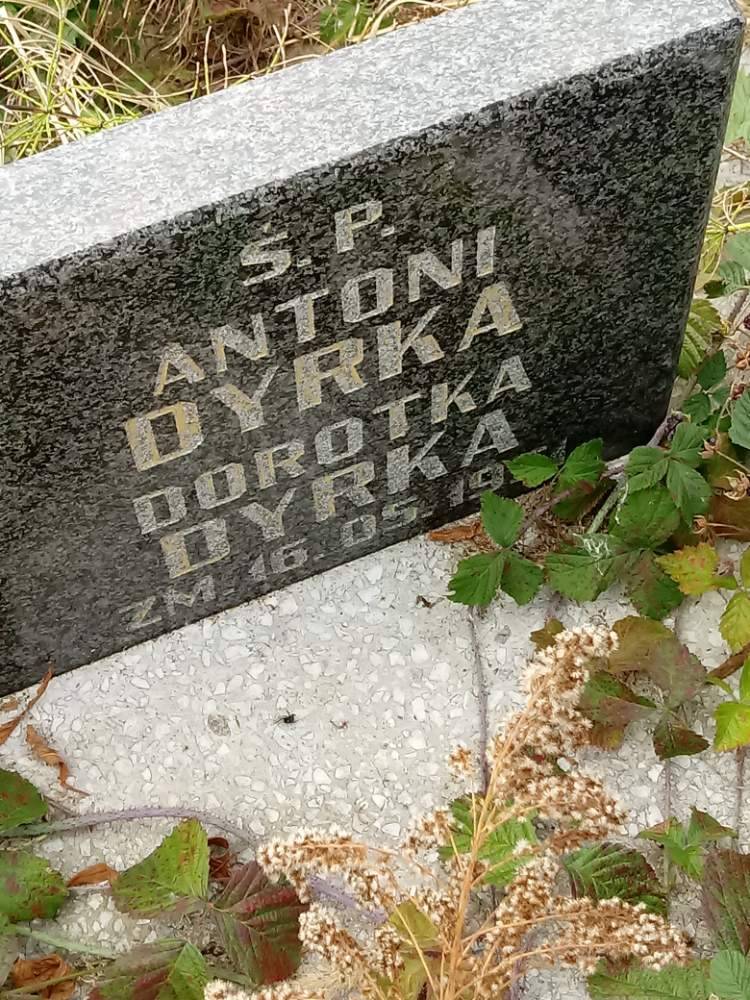 Ś. P.
ANTONI
DYRKA
DOROTKA
DYRKA
ZM. 16 05. 19